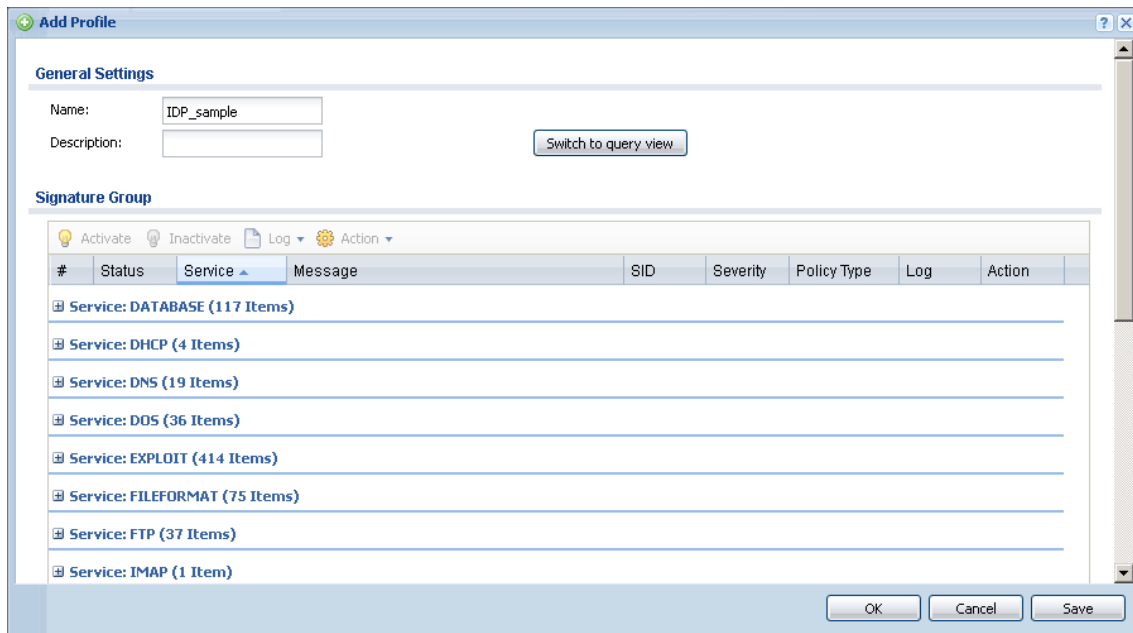 Add Profile
General Settings
Name: IDP_sample
Description: Switch to query view
Signature Group
Activate Inactivate Log Action
# Status Service Message SID Severity Policy Type Log Action
Service: DATABASE (117 Items)
Service: DHCP (4 Items)
Service: DNS (19 Items)
Service: DOS (36 Items)
Service: EXPLOIT (414 Items)
Service: FILEFORMAT (75 Items)
Service: FTP (37 Items)
Service: IMAP (1 Item)
OK Cancel Save